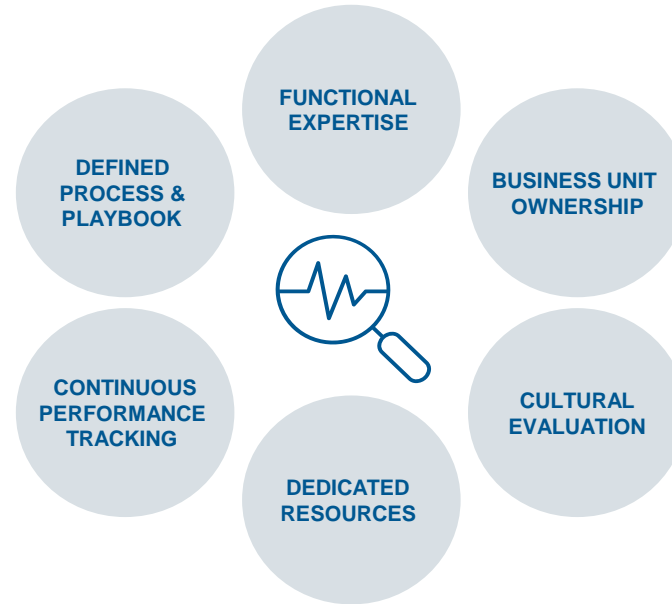 FUNCTIONAL
EXPERTISE
DEFINED
PROCESS &
PLAYBOOK
BUSINESS UNIT
OWNERSHIP
CONTINUOUS
PERFORMANCE
TRACKING
CULTURAL
EVALUATION
DEDICATED
RESOURCES